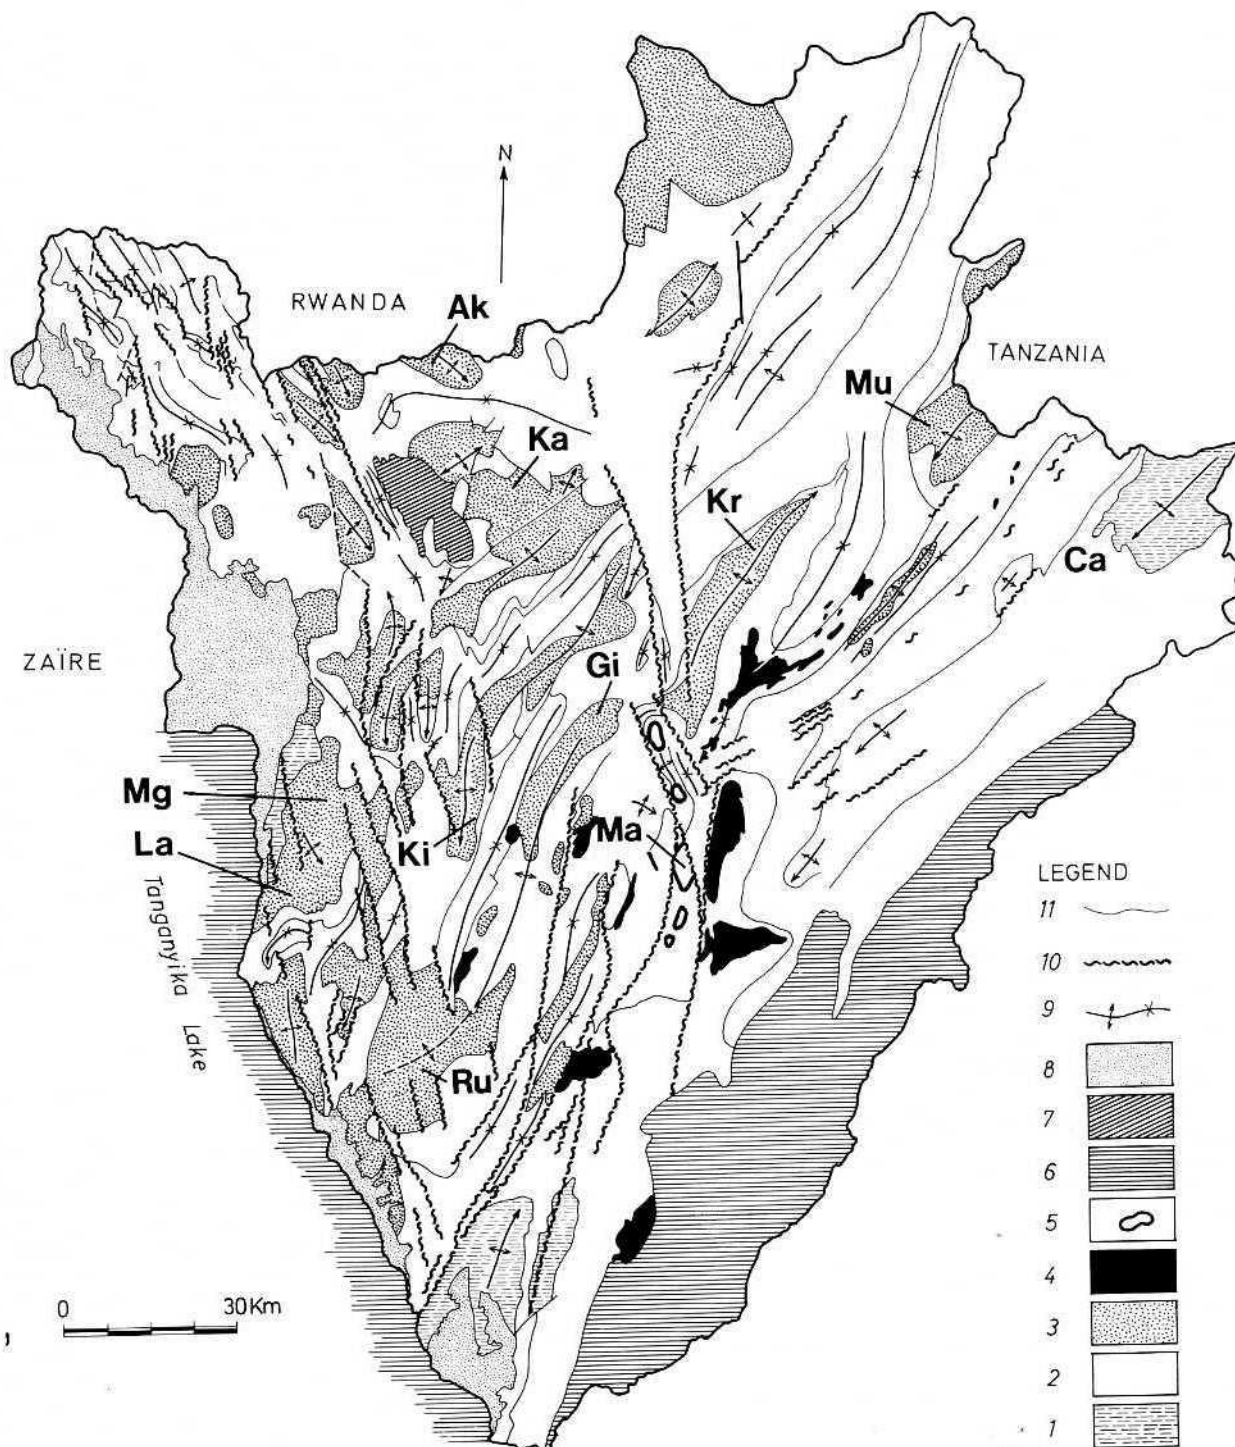 N
RWANDA
Ak
TANZANIA
Mu
Ka
Kr
Ca
ZAÏRE
Gi
Mg
La
Ki
Ma
Tanganyika
Lake
Ru
LEGEND
11
10
9
8
7
6
5
4
3
2
1
0 30Km